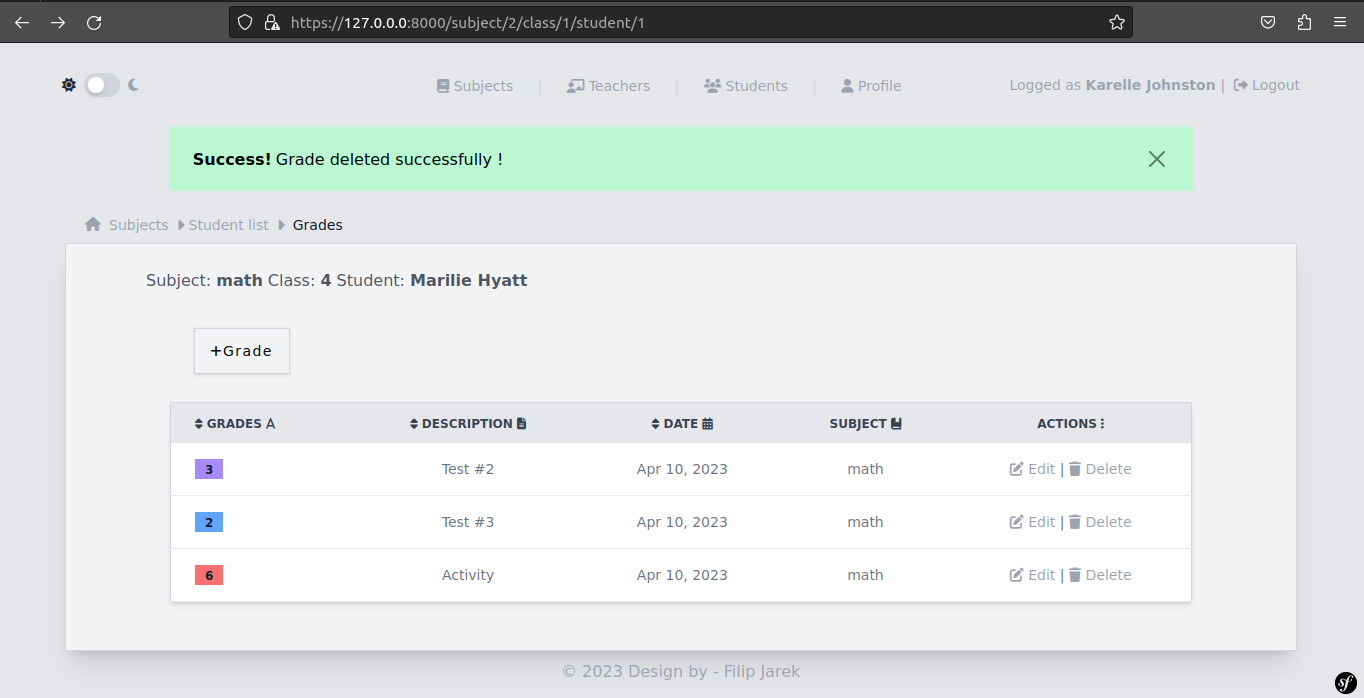 https://127.0.0.0:8000/subject/2/class/1/student/1
Subjects | Teachers | Students | Profile Logged as Karelle Johnston | Logout
Success! Grade deleted successfully !
Subjects Student list Grades
Subject: math Class: 4 Student: Marilie Hyatt
+Grade
GRADES DESCRIPTION DATE SUBJECT ACTIONS
3 Test #2 Apr 10, 2023 math Edit | Delete
2 Test #3 Apr 10, 2023 math Edit | Delete
6 Activity Apr 10, 2023 math Edit | Delete
© 2023 Design by - Filip Jarek
sf